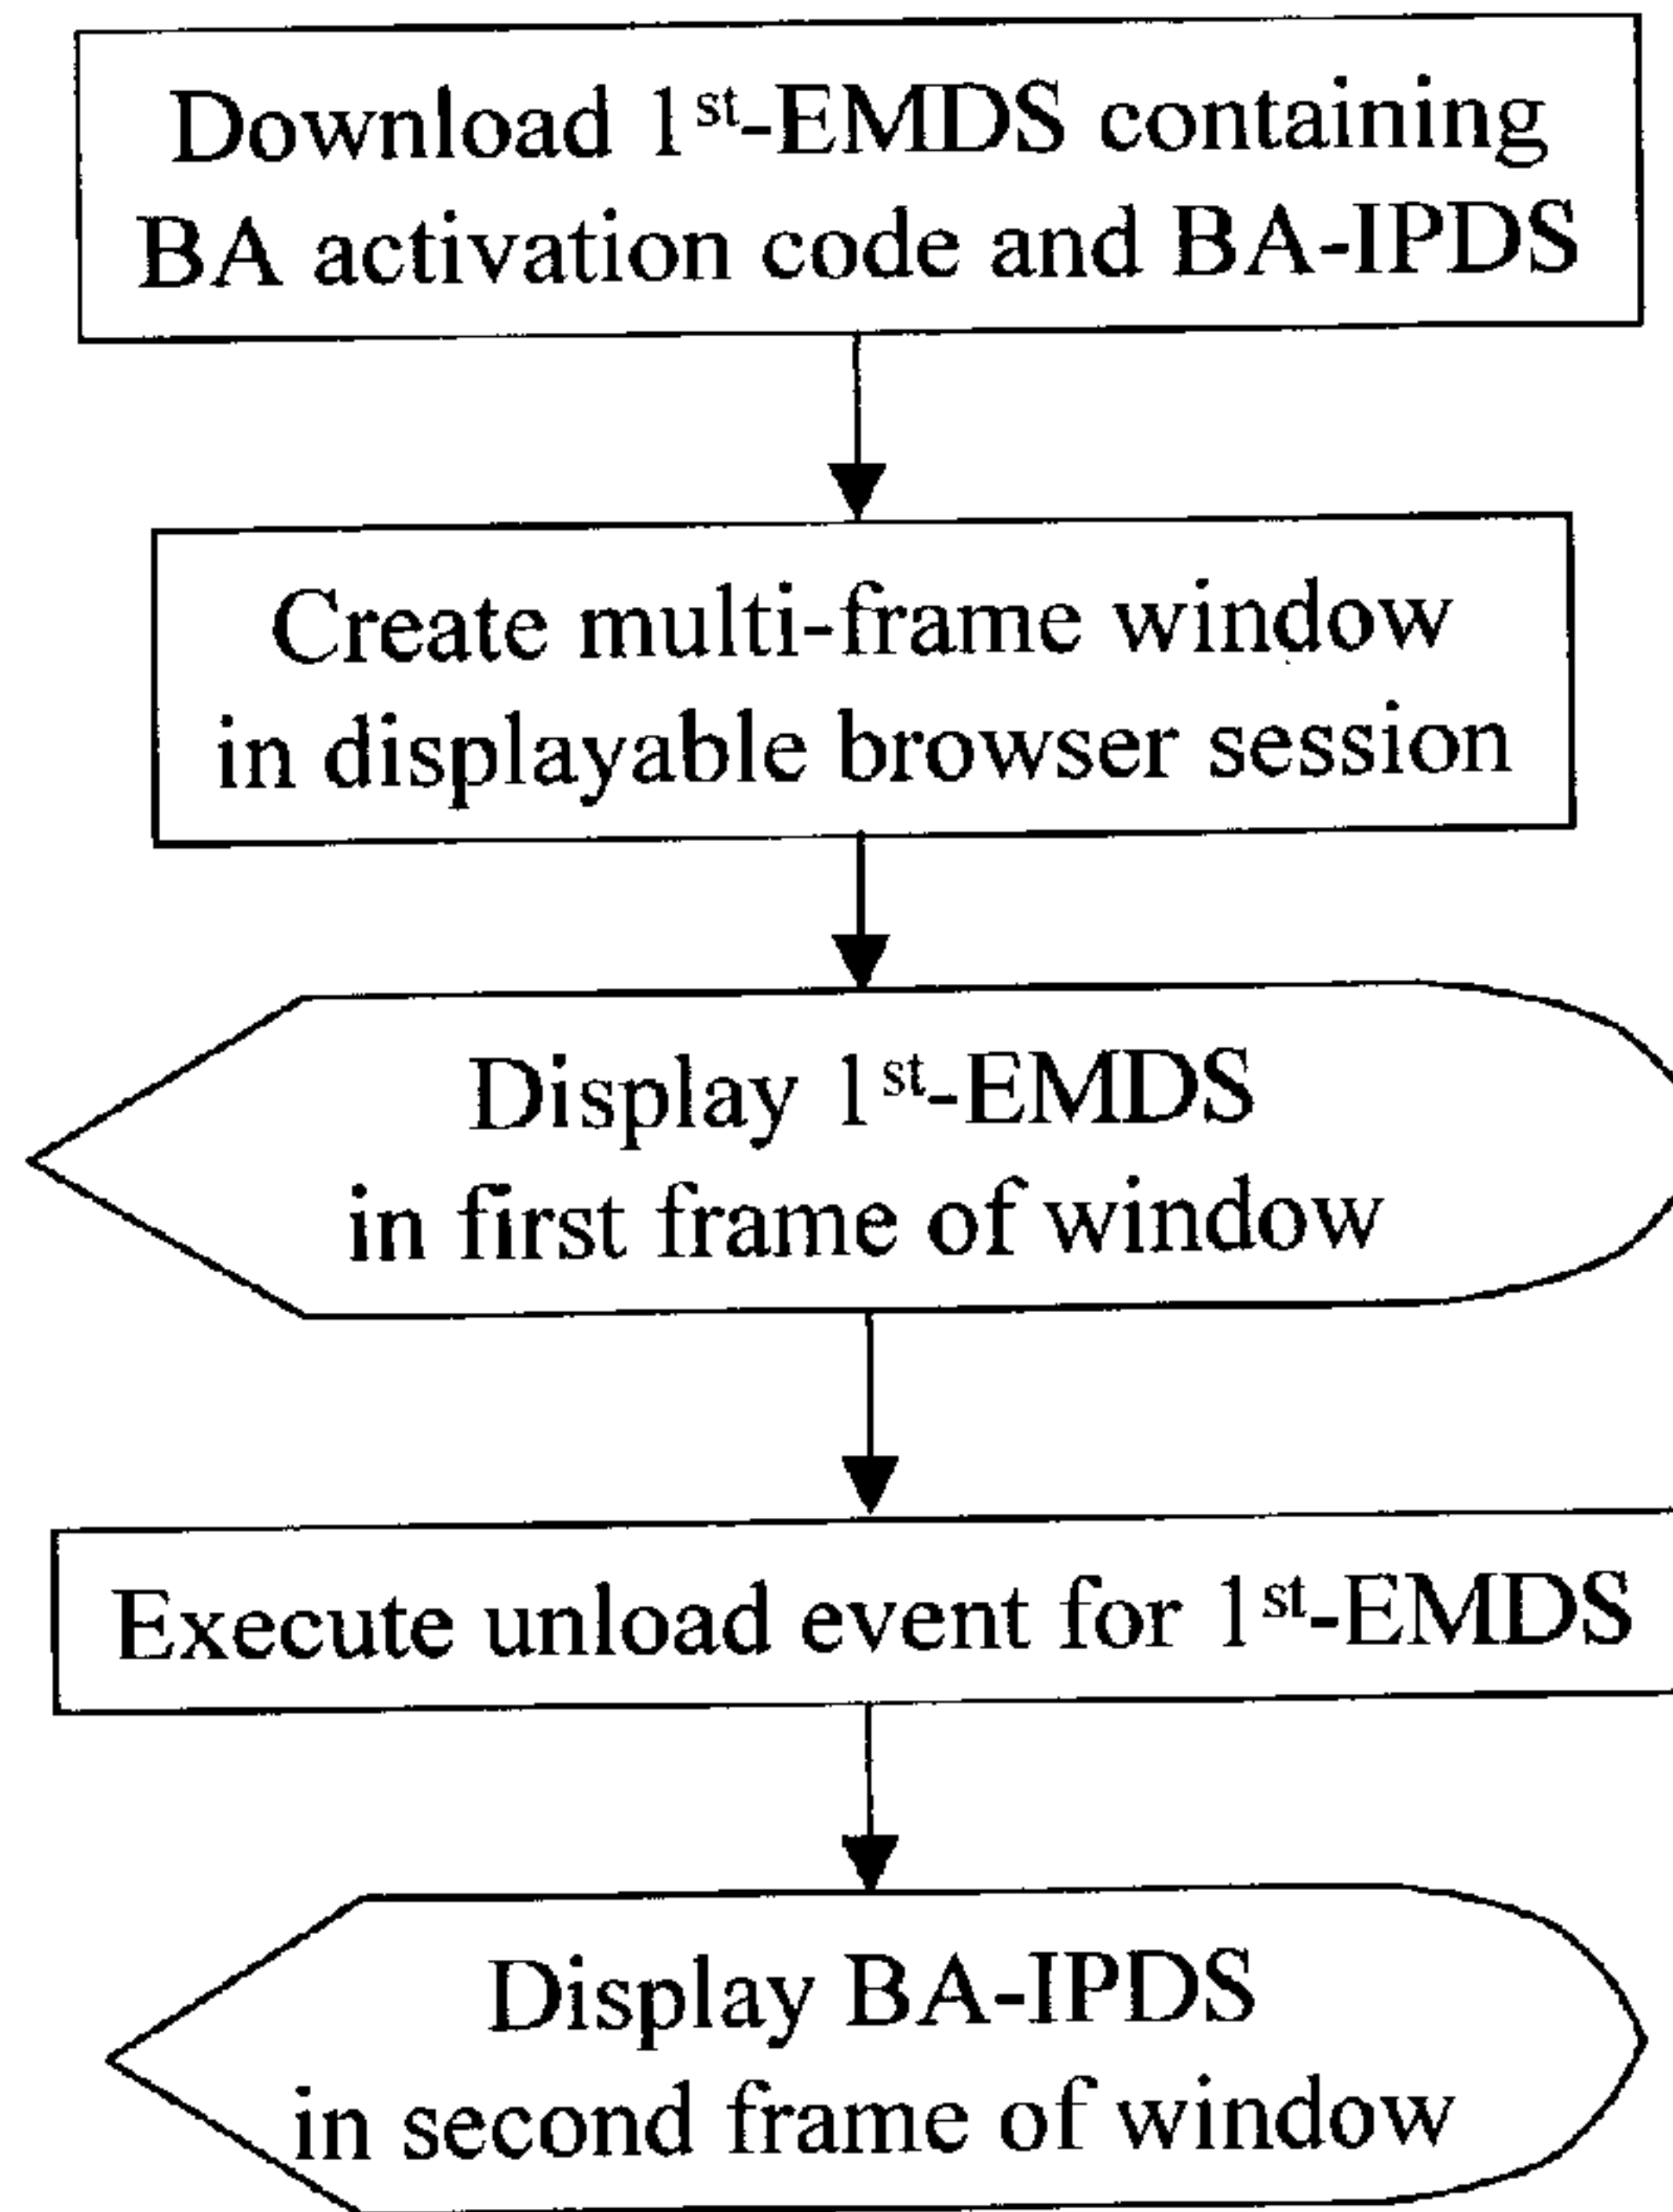 Download 1st-EMDS containing
BA activation code and BA-IPDS
Create multi-frame window
in displayable browser session
Display 1st-EMDS
in first frame of window
Execute unload event for 1st-EMDS
Display BA-IPDS
in second frame of window